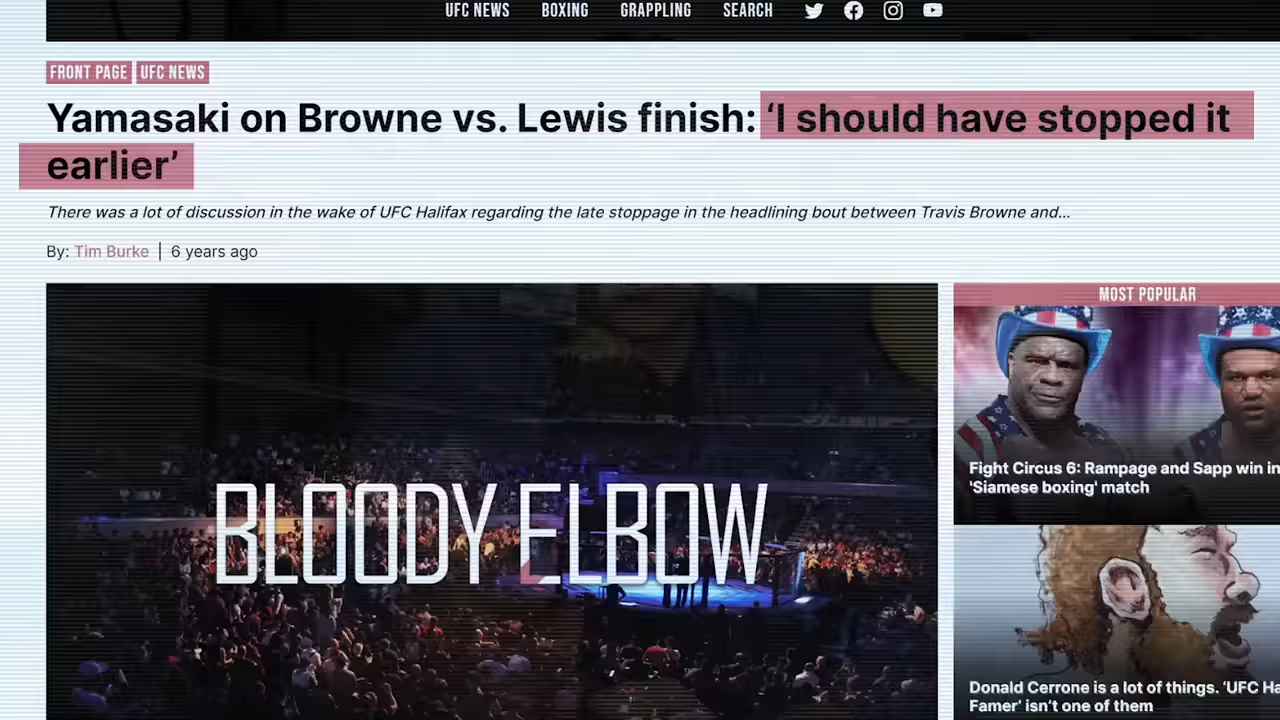 UFC NEWS BOXING GRAPPLING SEARCH
FRONT PAGE UFC NEWS
Yamasaki on Browne vs. Lewis finish: ‘I should have stopped it
earlier’
There was a lot of discussion in the wake of UFC Halifax regarding the late stoppage in the headlining bout between Travis Browne and...
By: Tim Burke | 6 years ago
BLOODY ELBOW
MOST POPULAR
Fight Circus 6: Rampage and Sapp win in
'Siamese boxing' match
Donald Cerrone is a lot of things. ‘UFC Ha
Famer’ isn’t one of them